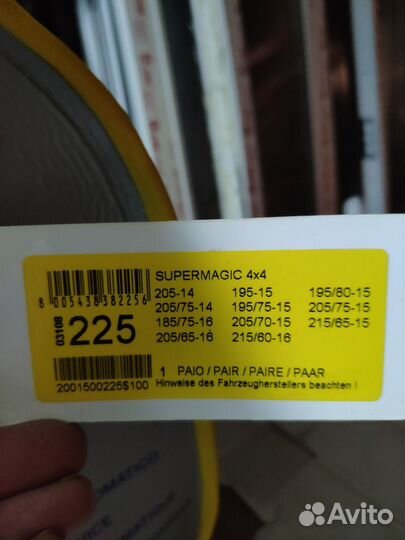 SUPERMAGIC 4x4
8 005438 382256
205-14 195-15 195/80-15
205/75-14 195/75-15 205/75-15
185/75-16 205/70-15 215/65-15
205/65-16 215/60-16
03108
225
1 PAIO / PAIR / PAIRE / PAAR
Hinweise des Fahrzeugherstellers beachten !
2001500225$100
Avito